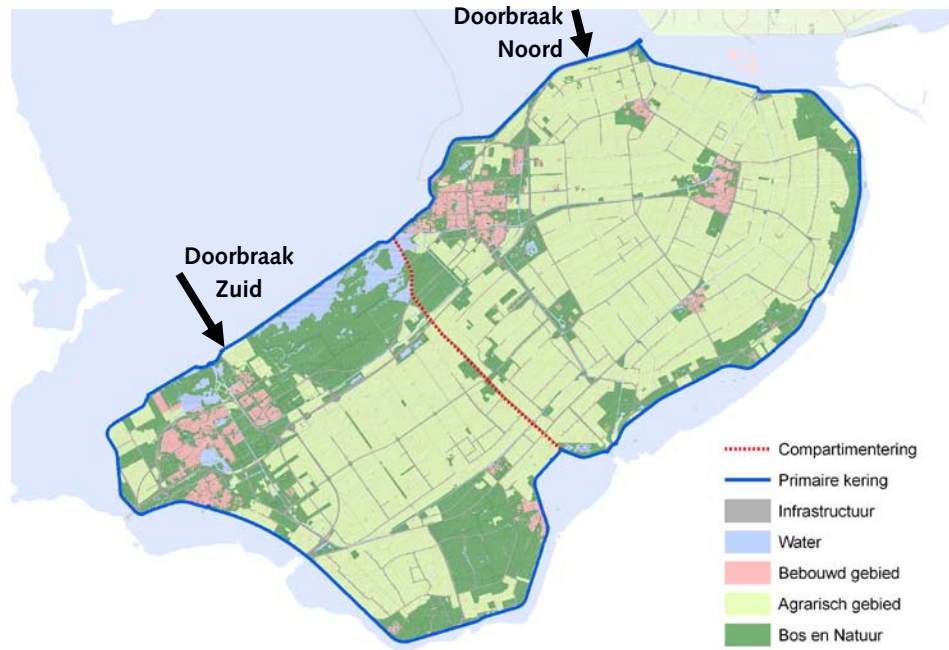 Doorbraak
Noord
Doorbraak
Zuid
Compartimentering
Primaire kering
Infrastructuur
Water
Bebouwd gebied
Agrarisch gebied
Bos en Natuur